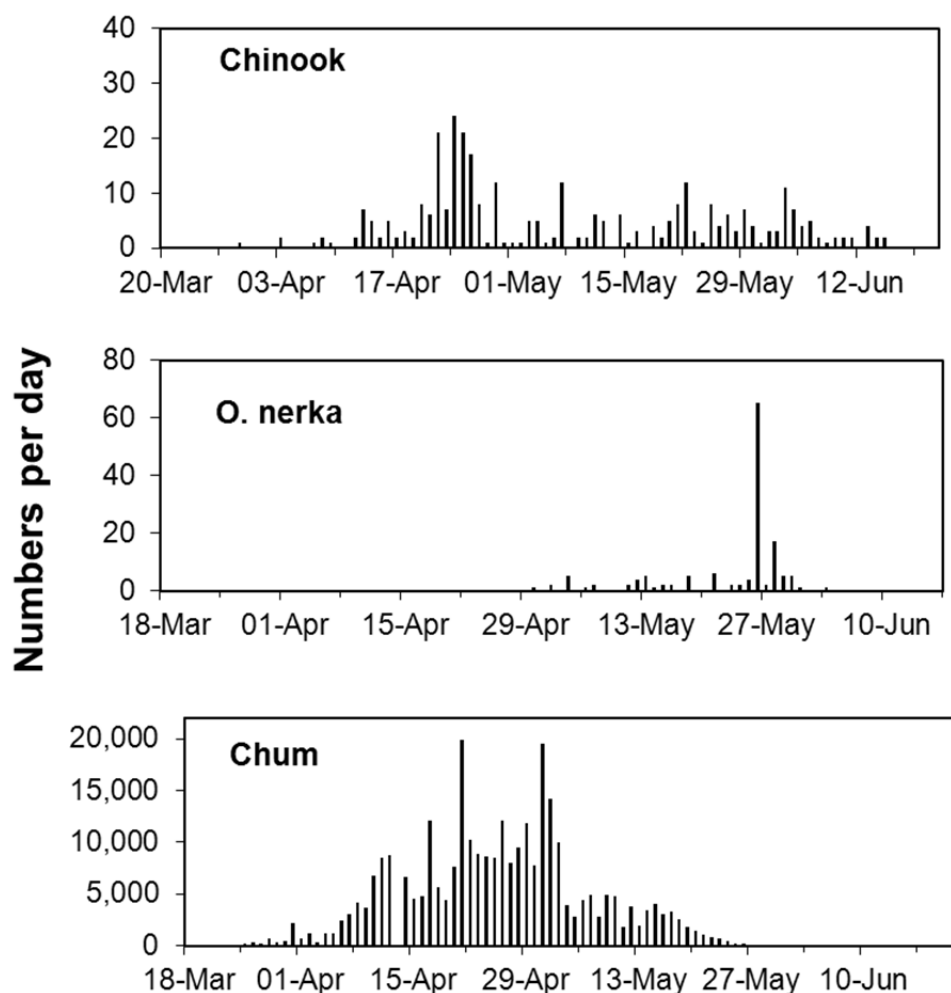 40
Chinook
30
20
10
0
20-Mar 03-Apr 17-Apr 01-May 15-May 29-May 12-Jun
Numbers per day
80
O. nerka
60
40
20
0
18-Mar 01-Apr 15-Apr 29-Apr 13-May 27-May 10-Jun
20,000
Chum
15,000
10,000
5,000
0
18-Mar 01-Apr 15-Apr 29-Apr 13-May 27-May 10-Jun